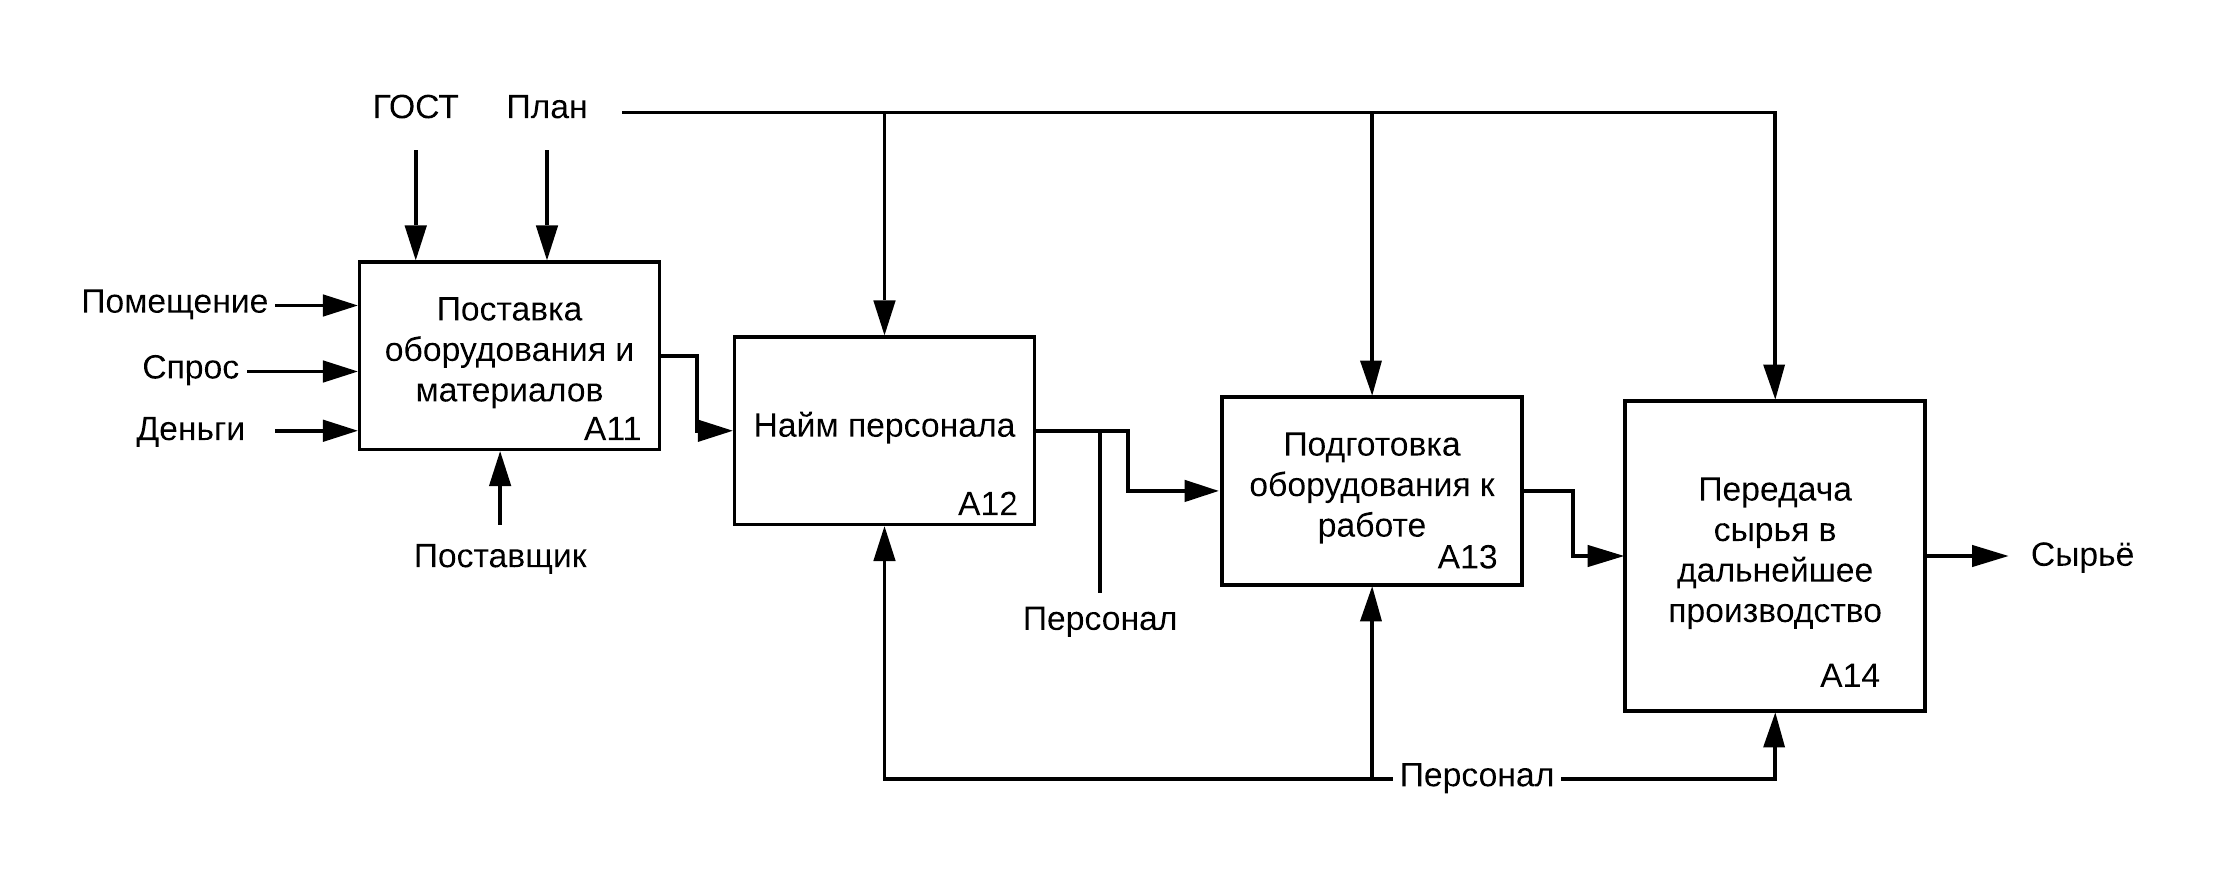 ГОСТ План
Помещение
Спрос
Деньги
Поставка
оборудования и
материалов
А11
Поставщик
Найм персонала
А12
Персонал
Подготовка
оборудования к
работе
А13
Передача
сырья в
дальнейшее
производство
А14
Сырьё
Персонал